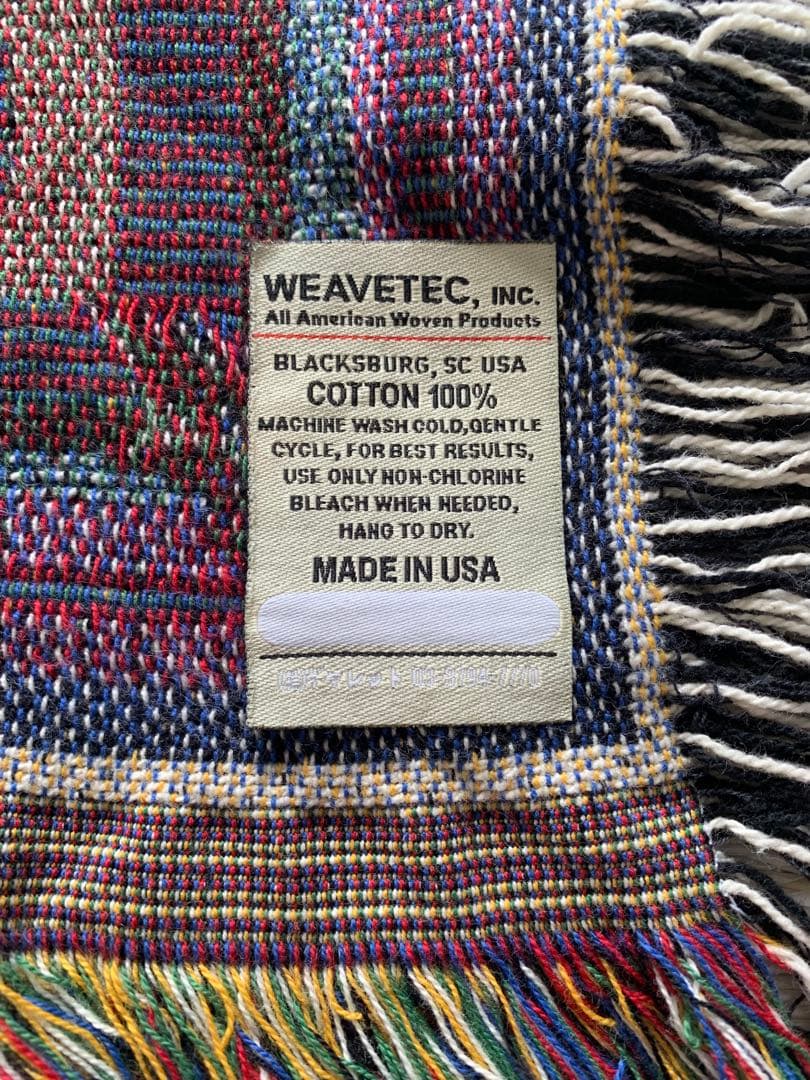 WEAVETEC, INC.
All American Woven Products
BLACKSBURG, SC USA
COTTON 100%
MACHINE WASH COLD, GENTLE
CYCLE, FOR BEST RESULTS,
USE ONLY NON-CHLORINE
BLEACH WHEN NEEDED,
HANG TO DRY.
MADE IN USA